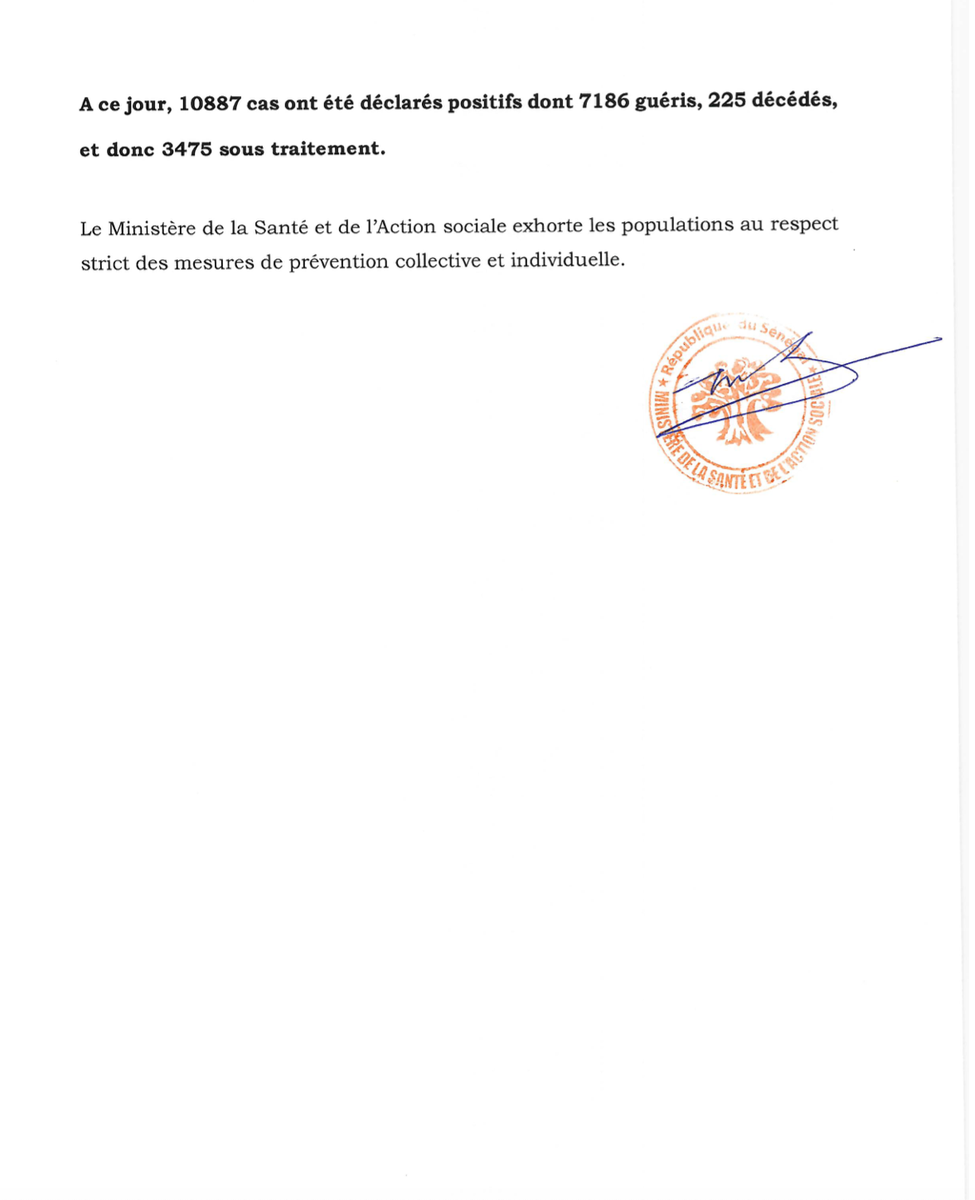 A ce jour, 10887 cas ont été déclarés positifs dont 7186 guéris, 225 décédés,
et donc 3475 sous traitement.
Le Ministère de la Santé et de l’Action sociale exhorte les populations au respect
strict des mesures de prévention collective et individuelle.
★ République du Sénégal ★
MINISTÈRE DE LA SANTÉ ET DE L'ACTION SOCIALE